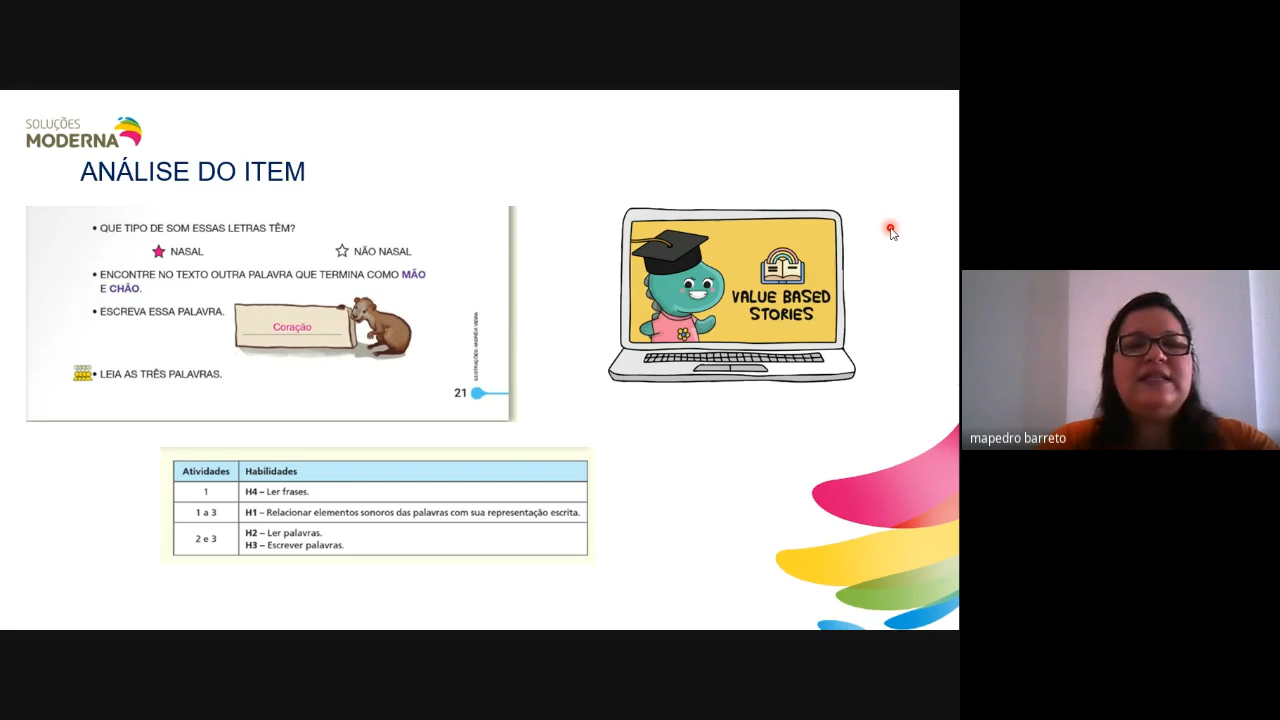 SOLUÇÕES
MODERNA
ANÁLISE DO ITEM
• QUE TIPO DE SOM ESSAS LETRAS TÊM?
NASAL
NÃO NASAL
• ENCONTRE NO TEXTO OUTRA PALAVRA QUE TERMINA COMO MÃO
E CHÃO.
• ESCREVA ESSA PALAVRA.
Coração
• LEIA AS TRÊS PALAVRAS.
ILUSTRAÇÕES: ANDRÉIA VIEIRA
21
VALUE BASED
STORIES
Atividades Habilidades
1 H4 – Ler frases.
1 a 3 H1 – Relacionar elementos sonoros das palavras com sua representação escrita.
2 e 3 H2 – Ler palavras.
H3 – Escrever palavras.
mapedro barreto